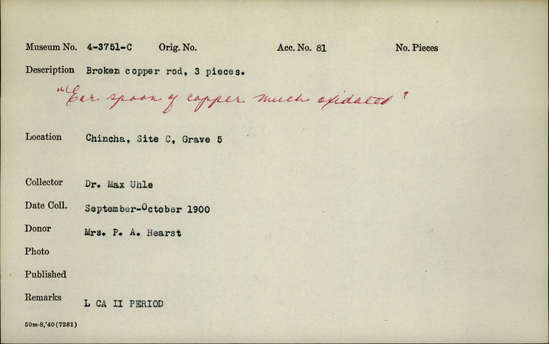 Museum No. 4-3751-C Orig. No. Acc. No. 81 No. Pieces
Description Broken copper rod, 3 pieces.
"Ear spoon of copper much oxidated"
Location Chincha, Site C, Grave 5
Collector Dr. Max Uhle
Date Coll. September-October 1900
Donor Mrs. P. A. Hearst
Photo
Published
Remarks L CA II PERIOD
50m-8,'40(7281)